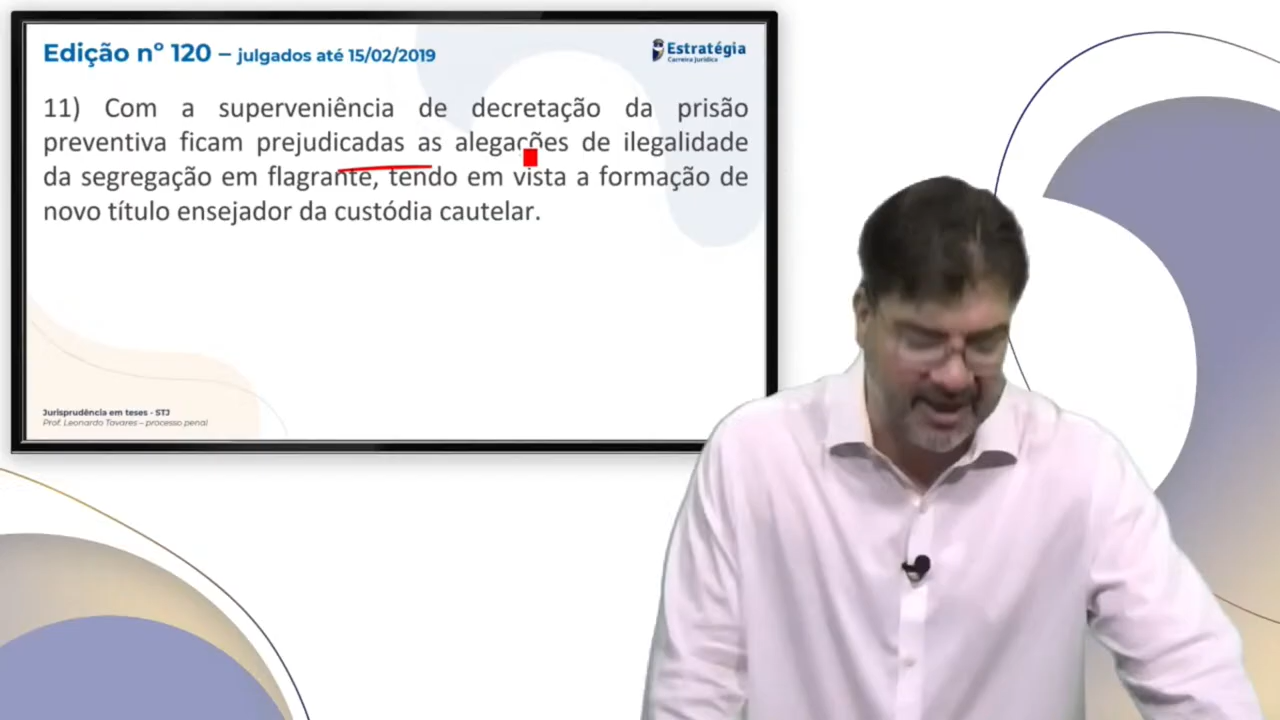 Edição nº 120 – julgados até 15/02/2019
Estratégia
Carreira Jurídica
11) Com a superveniência de decretação da prisão
preventiva ficam prejudicadas as alegações de ilegalidade
da segregação em flagrante, tendo em vista a formação de
novo título ensejador da custódia cautelar.
Jurisprudência em teses - STJ
Prof. Leonardo Tavares – processo penal